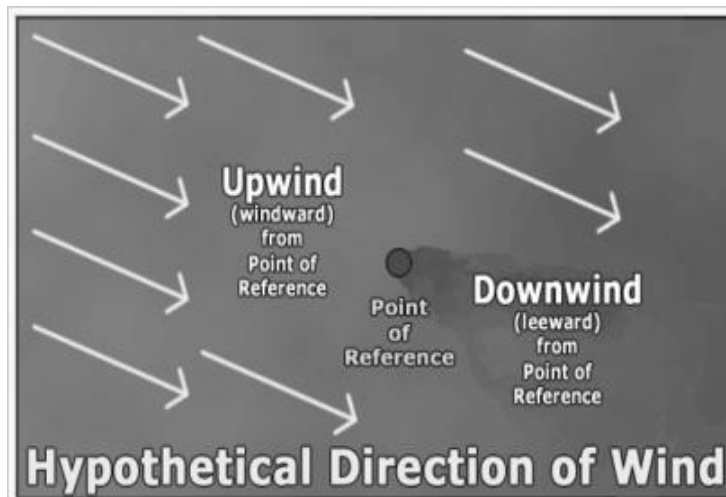 Upwind
(windward)
from
Point of
Reference
Point
of
Reference
Downwind
(leeward)
from
Point of
Reference
Hypothetical Direction of Wind